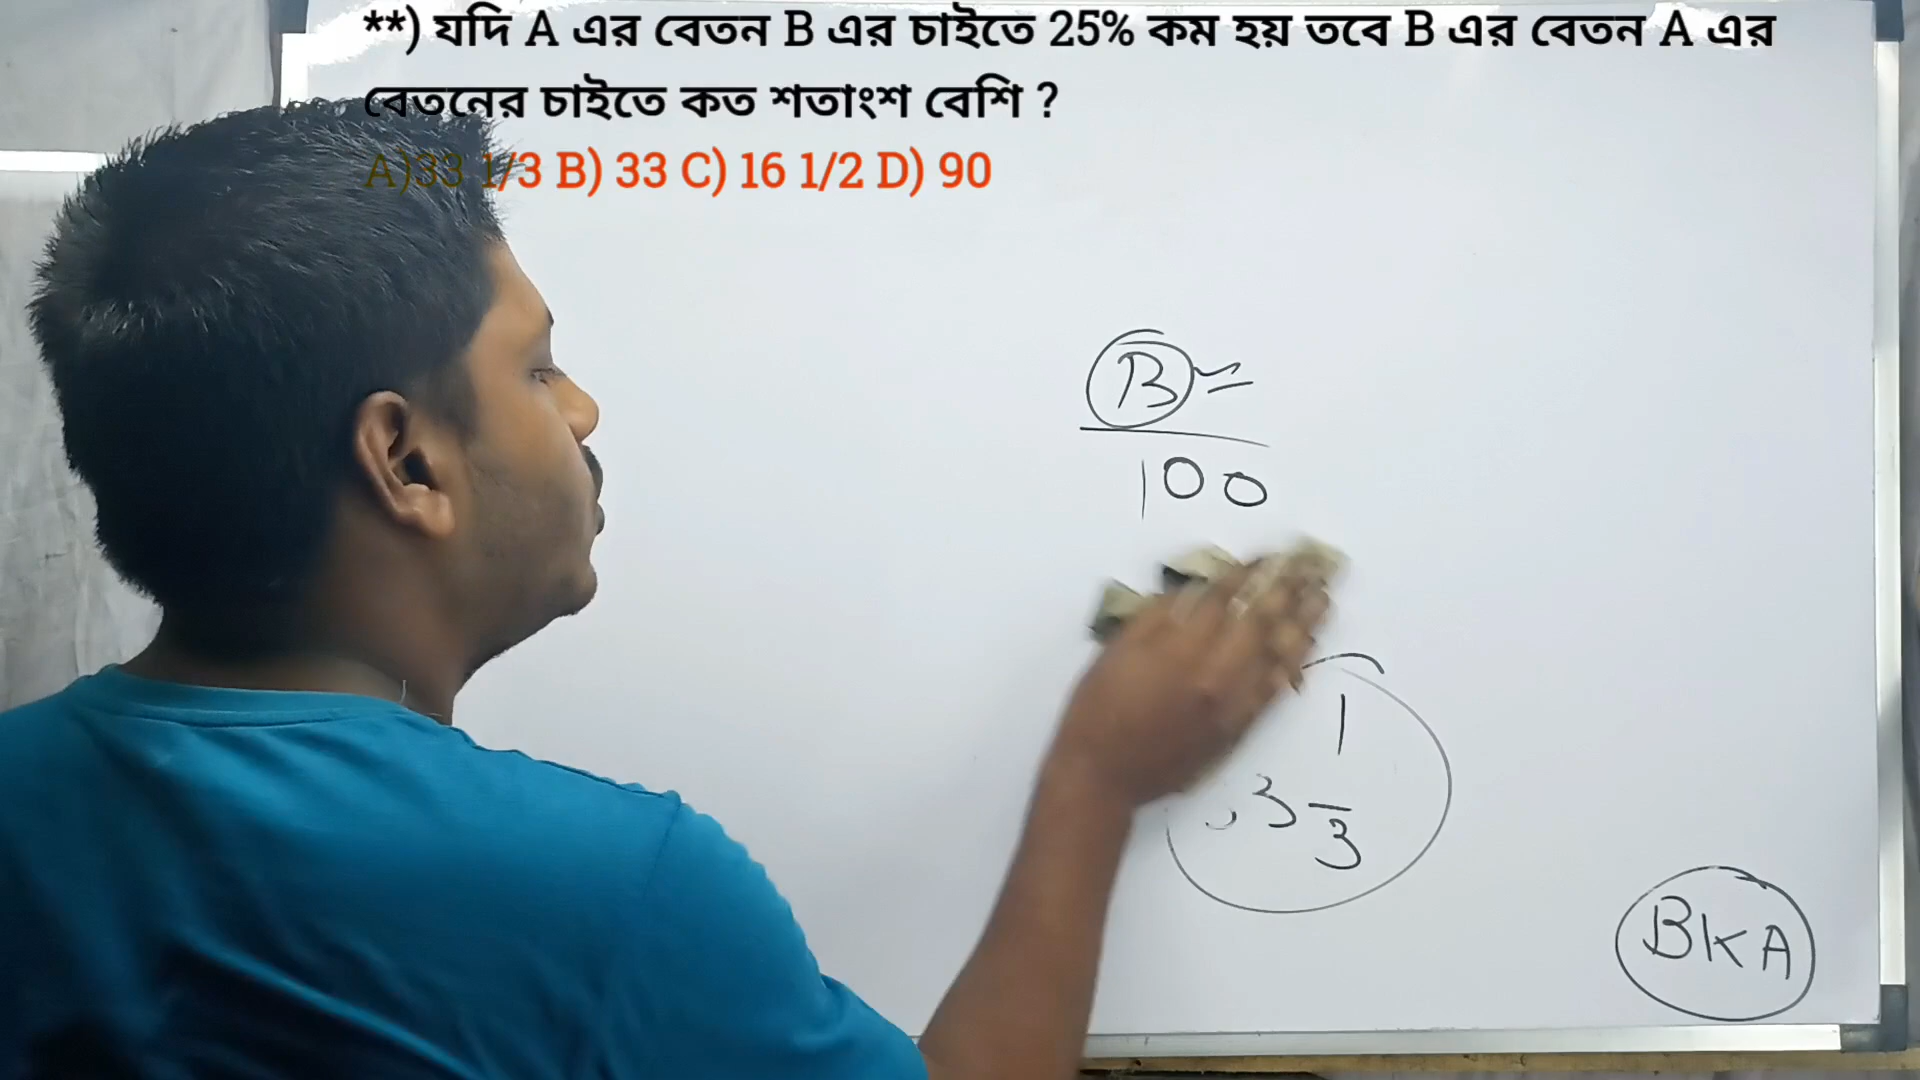 **) যদি A এর বেতন B এর চাইতে 25% কম হয় তবে B এর বেতন A এর
বেতনের চাইতে কত শতাংশ বেশি ?
A)33 1/3 B) 33 C) 16 1/2 D) 90
B =
100
3 1/3
BKA